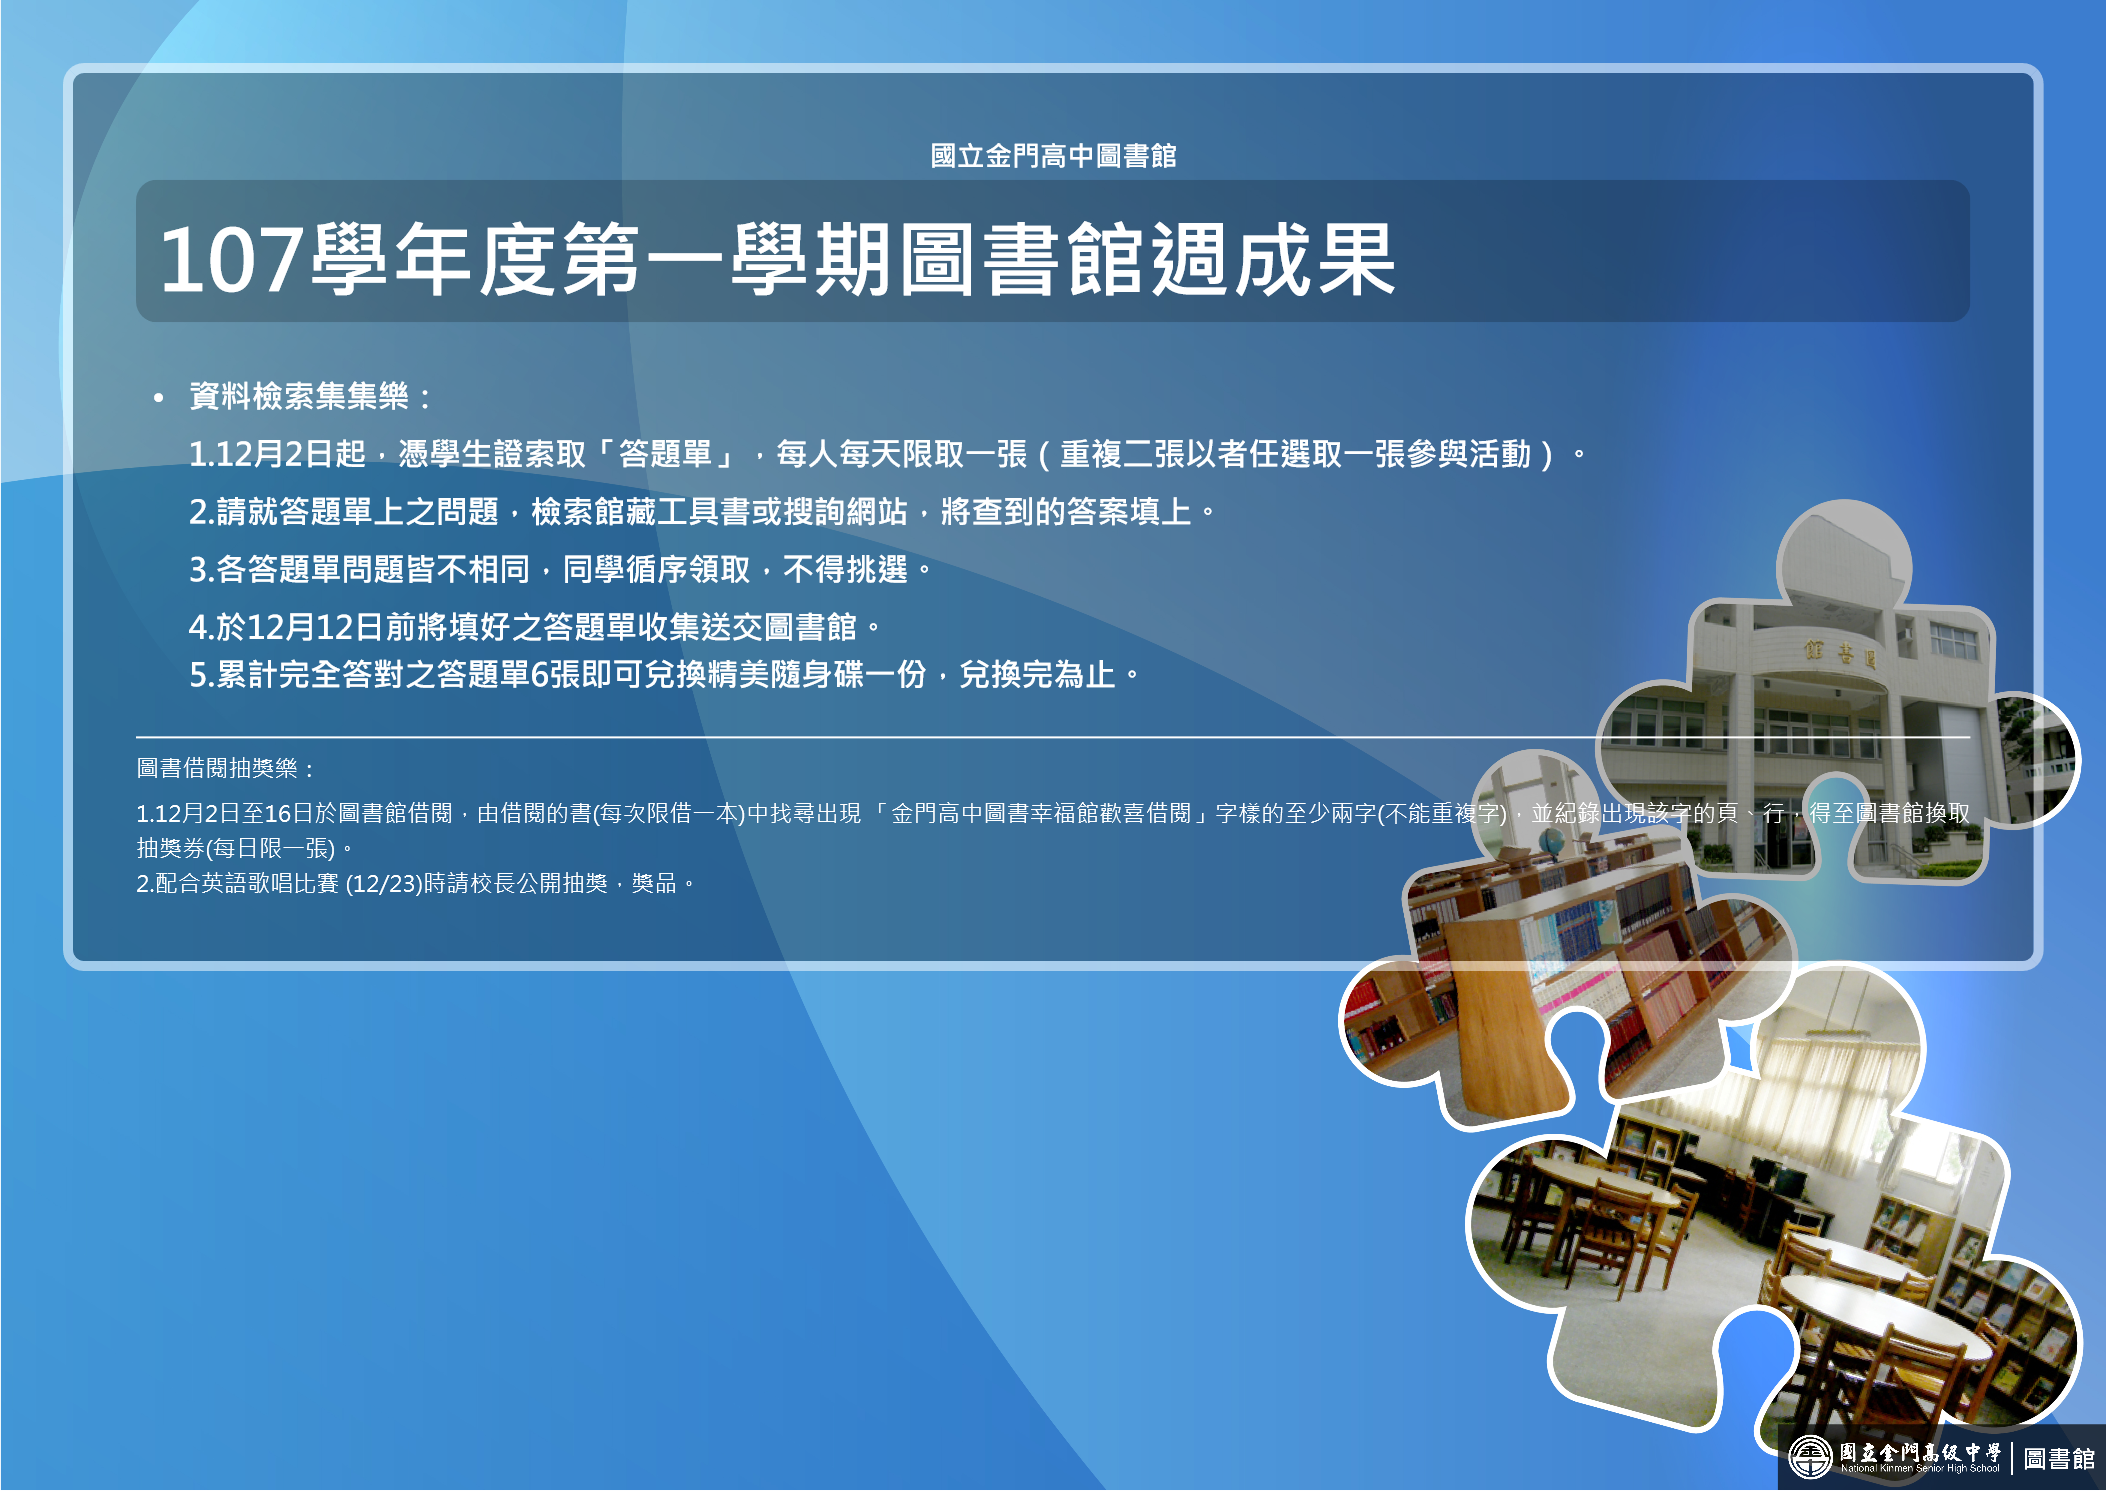 國立金門高中圖書館
107學年度第一學期圖書館週成果
• 資料檢索集集樂：
1.12月2日起，憑學生證索取「答題單」，每人每天限取一張（重複二張以者任選取一張參與活動）。
2.請就答題單上之問題，檢索館藏工具書或搜詢網站，將查到的答案填上。
3.各答題單問題皆不相同，同學循序領取，不得挑選。
4.於12月12日前將填好之答題單收集送交圖書館。
5.累計完全答對之答題單6張即可兌換精美隨身碟一份，兌換完為止。
圖書借閱抽獎樂：
1.12月2日至16日於圖書館借閱，由借閱的書(每次限借一本)中找尋出現「金門高中圖書幸福館歡喜借閱」字樣的至少兩字(不能重複字)，並紀錄出現該字的頁、行，得至圖書館換取
抽獎券(每日限一張)。
2.配合英語歌唱比賽 (12/23)時請校長公開抽獎，獎品。
館書圖
國立金門高級中學
National Kinmen Senior High School
圖書館